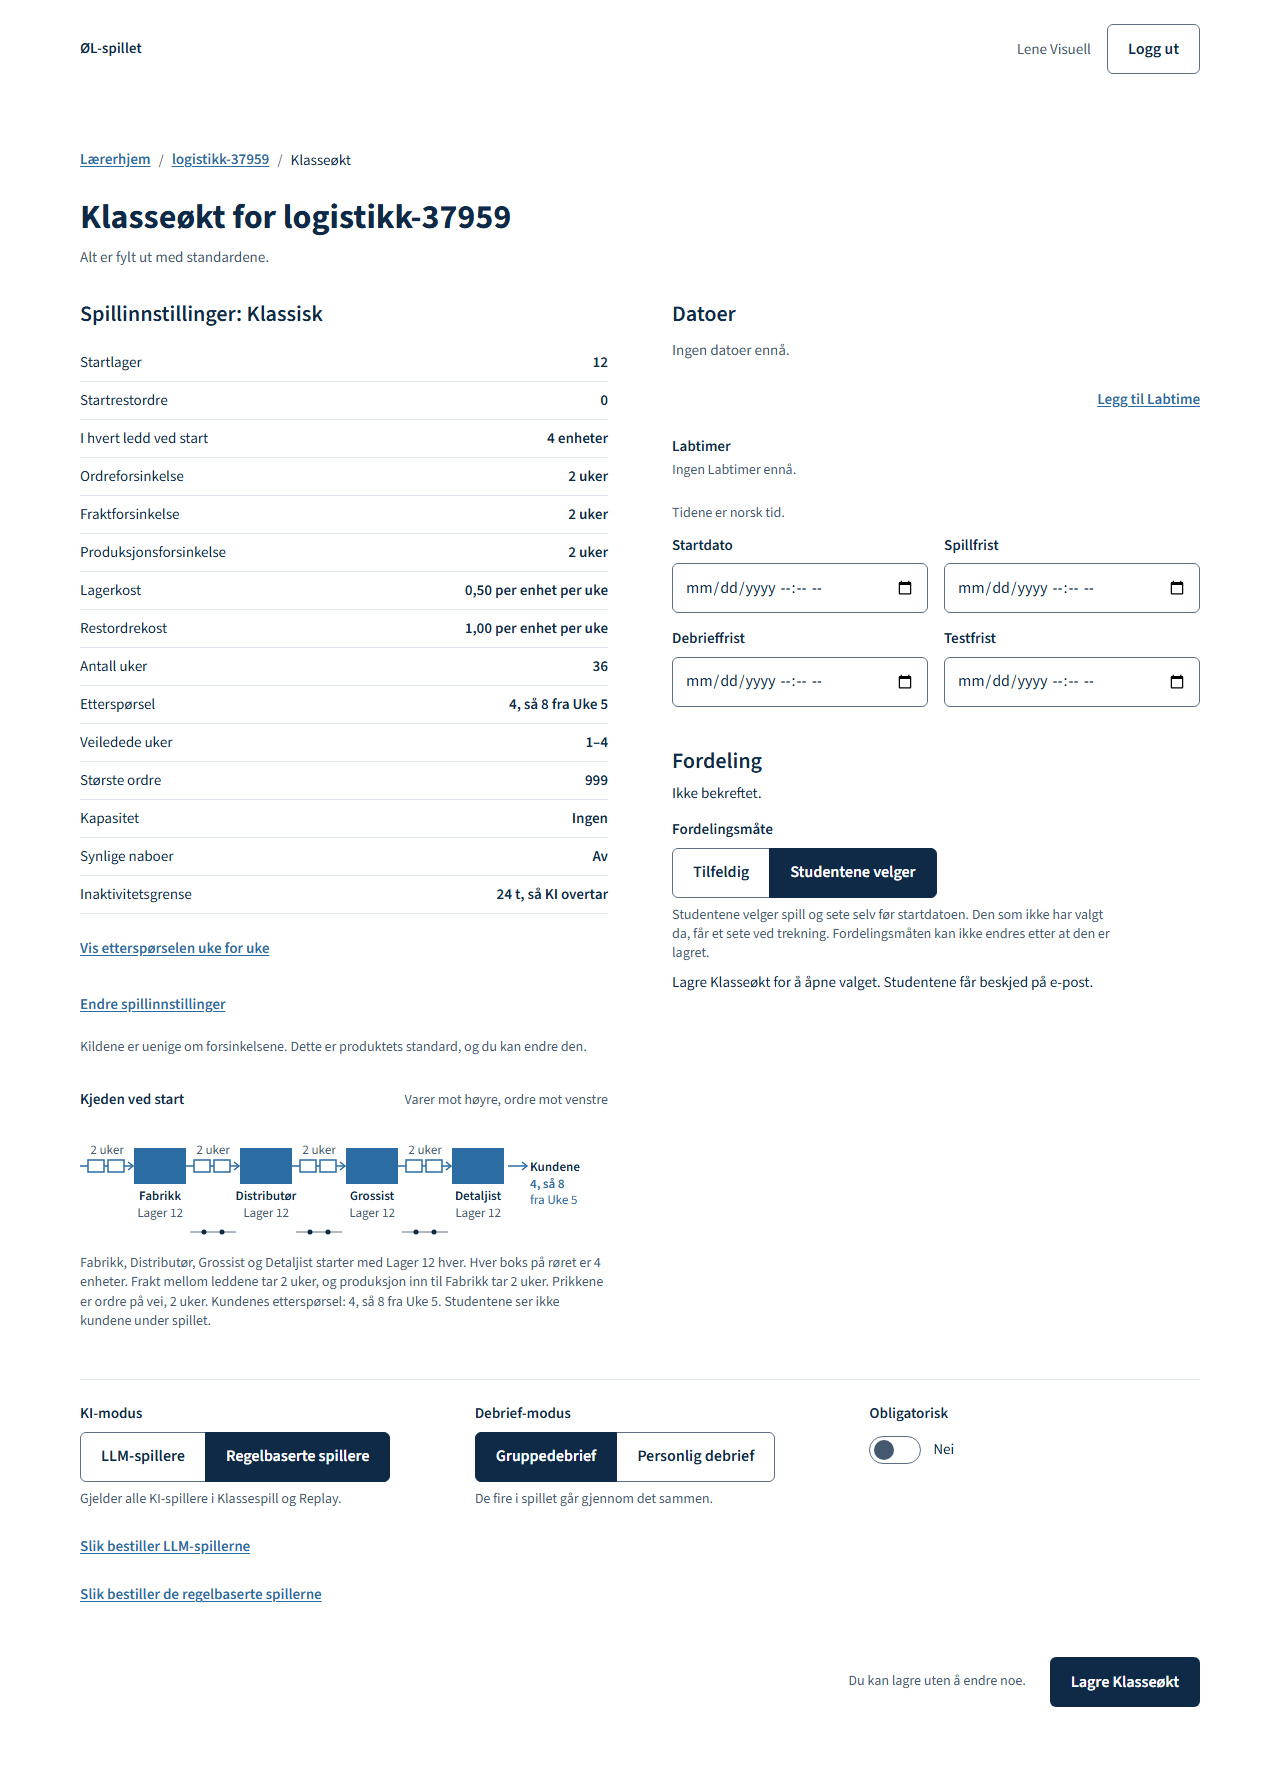 ØL-spillet
Lene Visuell
Logg ut
Lærerhjem / logistikk-37959 / Klasseøkt
Klasseøkt for logistikk-37959
Alt er fylt ut med standardene.
Spillinnstillinger: Klassisk
Startlager 12
Startrestordre 0
I hvert ledd ved start 4 enheter
Ordreforsinkelse 2 uker
Fraktforsinkelse 2 uker
Produksjonsforsinkelse 2 uker
Lagerkost 0,50 per enhet per uke
Restordrekost 1,00 per enhet per uke
Antall uker 36
Etterspørsel 4, så 8 fra Uke 5
Veiledede uker 1–4
Største ordre 999
Kapasitet Ingen
Synlige naboer Av
Inaktivitetsgrense 24 t, så KI overtar
Vis etterspørselen uke for uke
Endre spillinnstillinger
Kildene er uenige om forsinkelsene. Dette er produktets standard, og du kan endre den.
Kjeden ved start
Varer mot høyre, ordre mot venstre
2 uker 2 uker 2 uker 2 uker
Kundene
4, så 8
fra Uke 5
Fabrikk Distributør Grossist Detaljist
Lager 12 Lager 12 Lager 12 Lager 12
Fabrikk, Distributør, Grossist og Detaljist starter med Lager 12 hver. Hver boks på røret er 4
enheter. Frakt mellom leddene tar 2 uker, og produksjon inn til Fabrikk tar 2 uker. Prikkene
er ordre på vei, 2 uker. Kundenes etterspørsel: 4, så 8 fra Uke 5. Studentene ser ikke
kundene under spillet.
Datoer
Ingen datoer ennå.
Legg til Labtime
Labtimer
Ingen Labtimer ennå.
Tidene er norsk tid.
Startdato Spillfrist
mm/dd/yyyy --:-- -- mm/dd/yyyy --:-- --
Debrieffrist Testfrist
mm/dd/yyyy --:-- -- mm/dd/yyyy --:-- --
Fordeling
Ikke bekreftet.
Fordelingsmåte
Tilfeldig Studentene velger
Studentene velger spill og sete selv før startdatoen. Den som ikke har valgt
da, får et sete ved trekning. Fordelingsmåten kan ikke endres etter at den er
lagret.
Lagre Klasseøkt for å åpne valget. Studentene får beskjed på e-post.
KI-modus
LLM-spillere Regelbaserte spillere
Gjelder alle KI-spillere i Klassespill og Replay.
Slik bestiller LLM-spillerne
Slik bestiller de regelbaserte spillerne
Debrief-modus
Gruppedebrief Personlig debrief
De fire i spillet går gjennom det sammen.
Obligatorisk
Nei
Du kan lagre uten å endre noe.
Lagre Klasseøkt